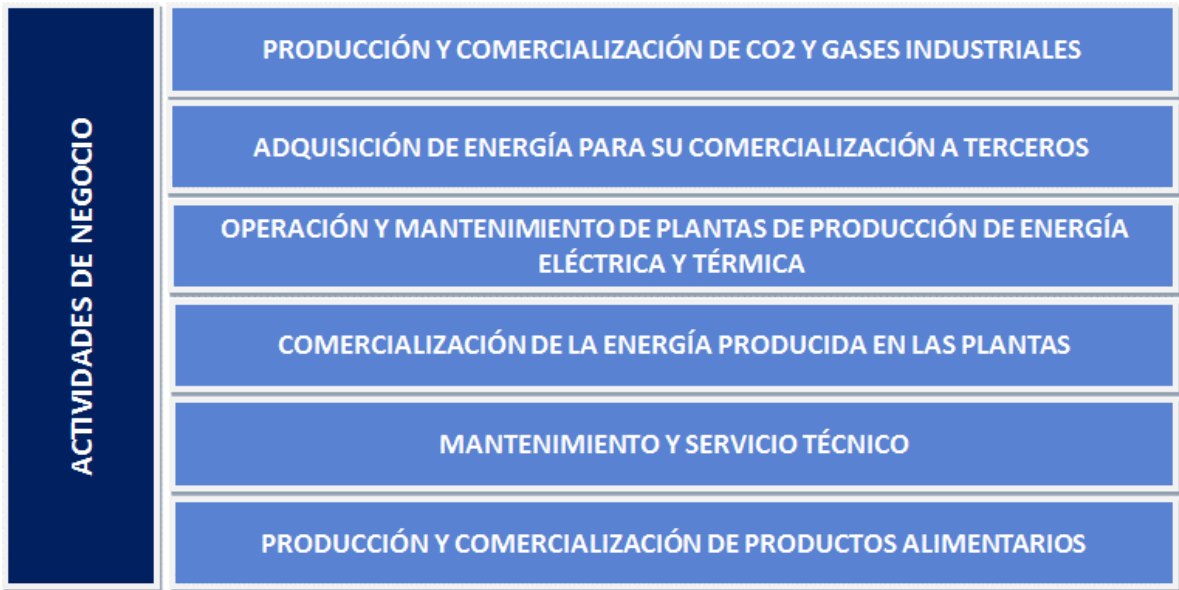 ACTIVIDADES DE NEGOCIO
PRODUCCIÓN Y COMERCIALIZACIÓN DE CO2 Y GASES INDUSTRIALES
ADQUISICIÓN DE ENERGÍA PARA SU COMERCIALIZACIÓN A TERCEROS
OPERACIÓN Y MANTENIMIENTO DE PLANTAS DE PRODUCCIÓN DE ENERGÍA
ELÉCTRICA Y TÉRMICA
COMERCIALIZACIÓN DE LA ENERGÍA PRODUCIDA EN LAS PLANTAS
MANTENIMIENTO Y SERVICIO TÉCNICO
PRODUCCIÓN Y COMERCIALIZACIÓN DE PRODUCTOS ALIMENTARIOS